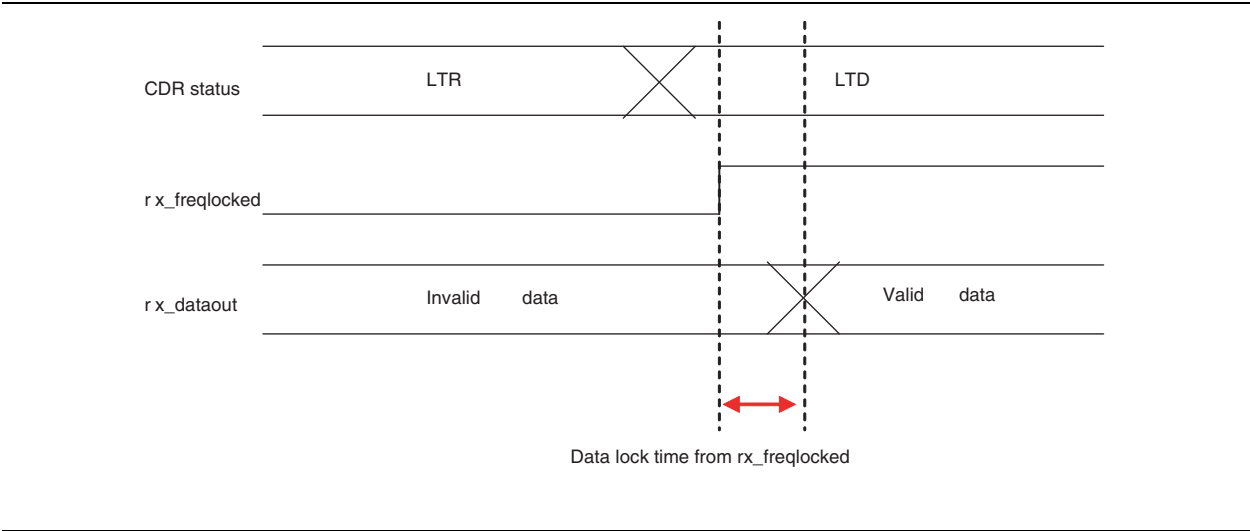 CDR status LTR LTD
r x_freqlocked
r x_dataout Invalid data Valid data
Data lock time from rx_freqlocked